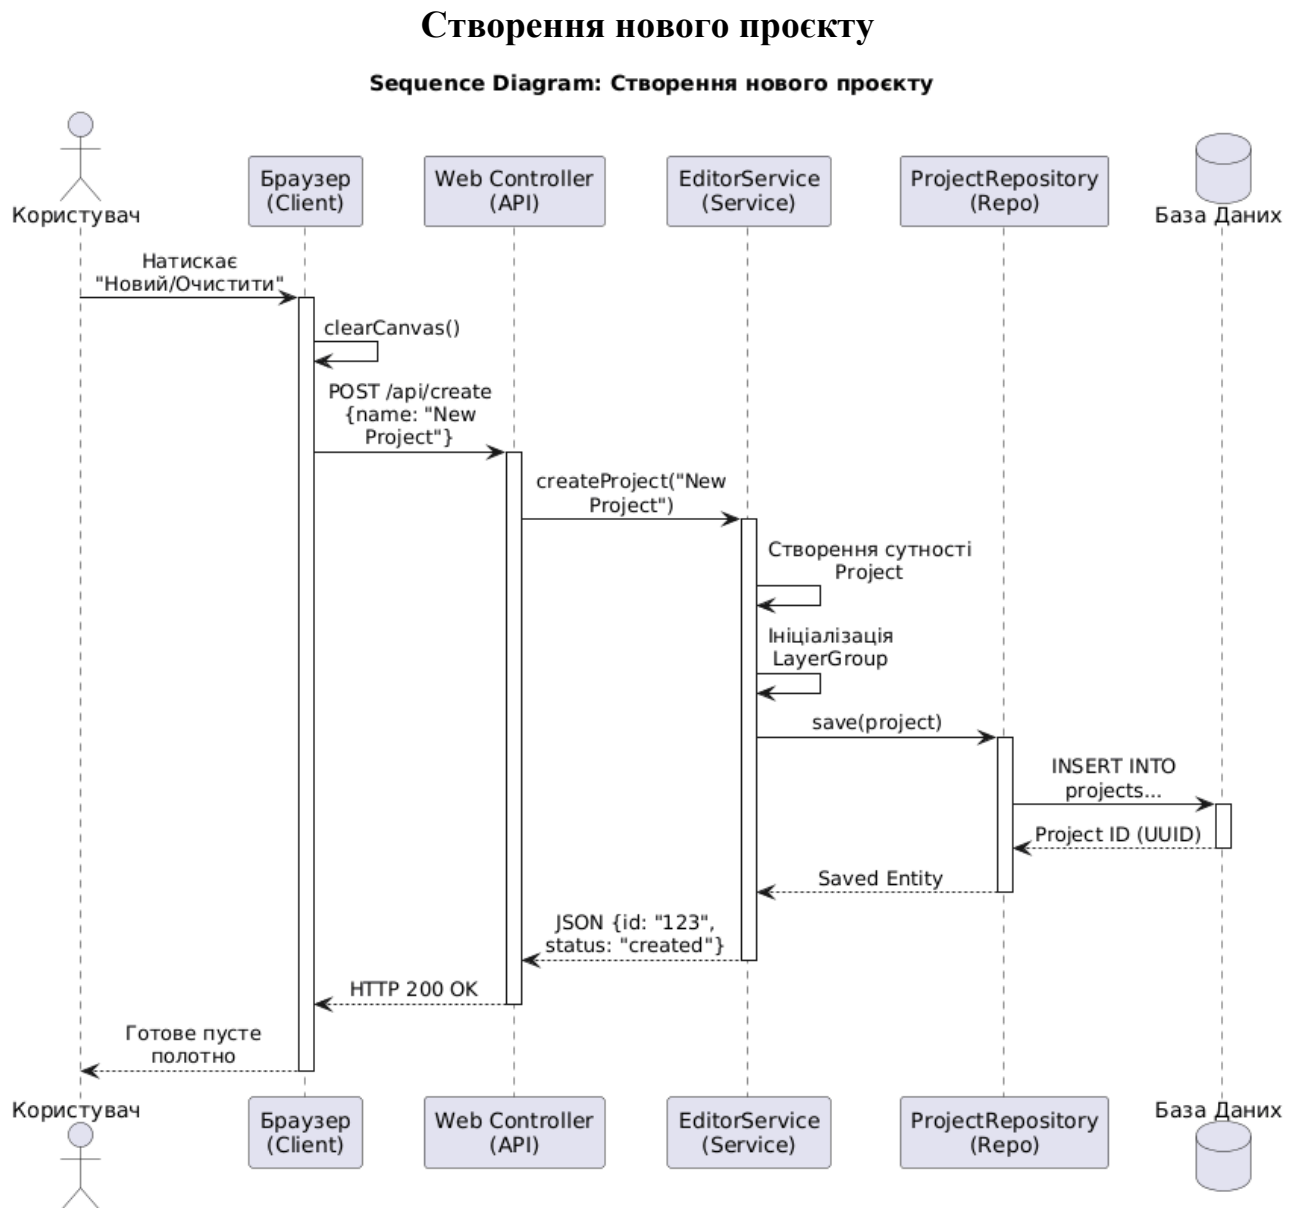 Створення нового проєкту
Sequence Diagram: Створення нового проєкту
Користувач
Браузер
(Client)
Web Controller
(API)
EditorService
(Service)
ProjectRepository
(Repo)
База Даних
Натискає
"Новий/Очистити"
clearCanvas()
POST /api/create
{name: "New
Project"}
createProject("New
Project")
Створення сутності
Project
Ініціалізація
LayerGroup
save(project)
INSERT INTO
projects...
Project ID (UUID)
Saved Entity
JSON {id: "123",
status: "created"}
HTTP 200 OK
Готове пусте
полотно
Користувач
Браузер
(Client)
Web Controller
(API)
EditorService
(Service)
ProjectRepository
(Repo)
База Даних